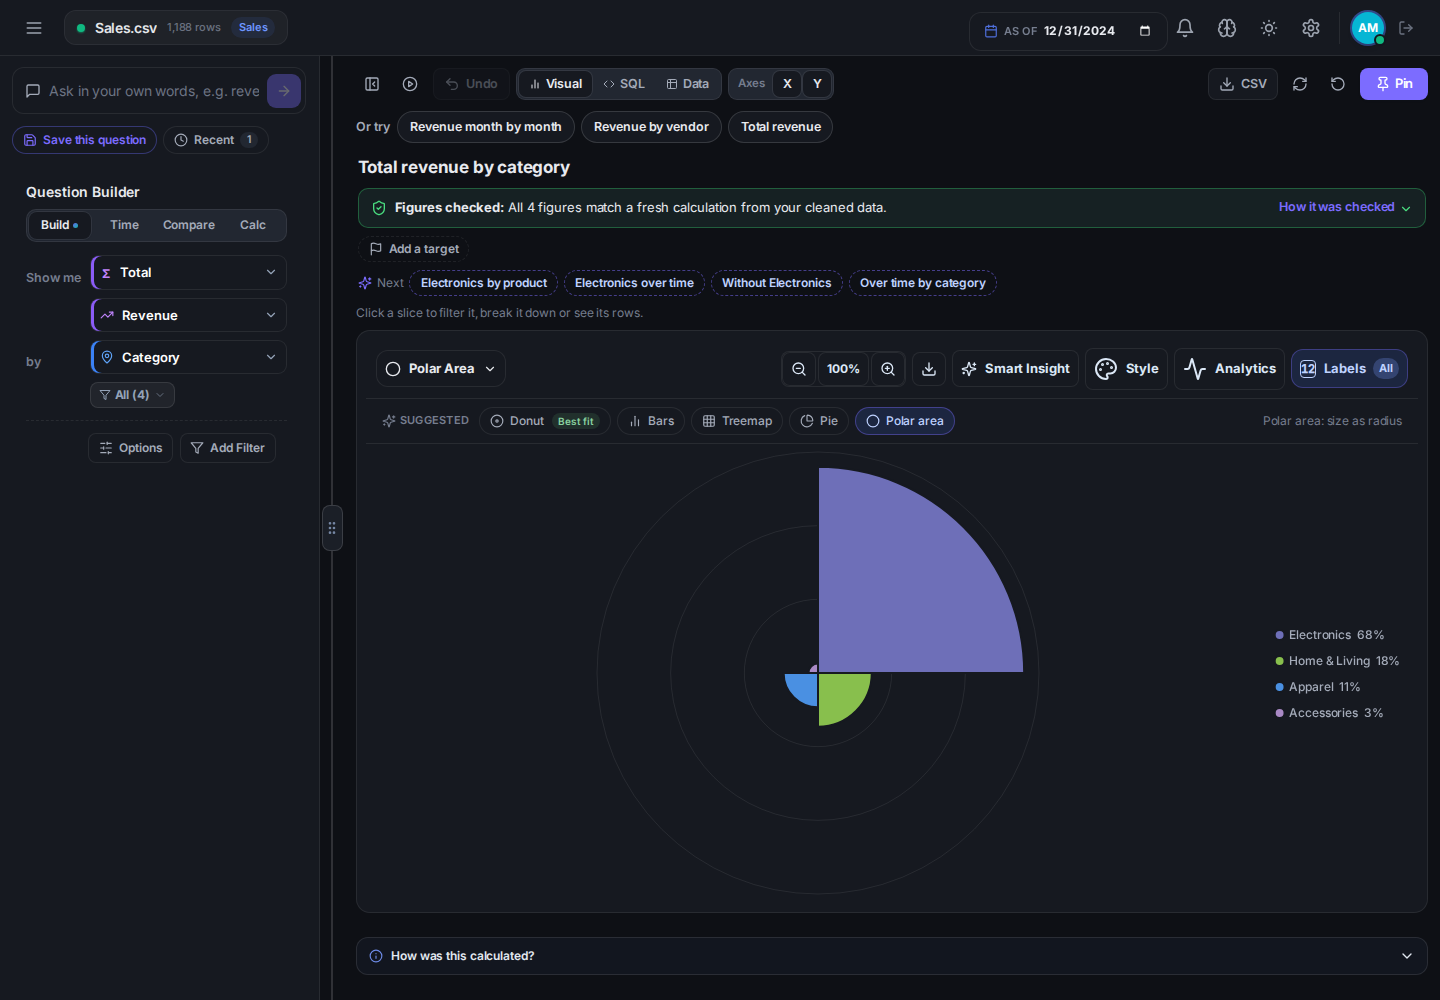 Sales.csv 1,188 rows Sales
AS OF 12/31/2024
AM
Ask in your own words, e.g. reve
Save this question
Recent 1
Question Builder
Build Time Compare Calc
Show me Σ Total
Revenue
by Category
All (4)
Options Add Filter
Undo Visual SQL Data Axes X Y CSV Pin
Or try Revenue month by month Revenue by vendor Total revenue
Total revenue by category
Figures checked: All 4 figures match a fresh calculation from your cleaned data. How it was checked
Add a target
Next Electronics by product Electronics over time Without Electronics Over time by category
Click a slice to filter it, break it down or see its rows.
Polar Area 100% Smart Insight Style Analytics 12 Labels All
SUGGESTED Donut Best fit Bars Treemap Pie Polar area Polar area: size as radius
Electronics 68%
Home & Living 18%
Apparel 11%
Accessories 3%
How was this calculated?